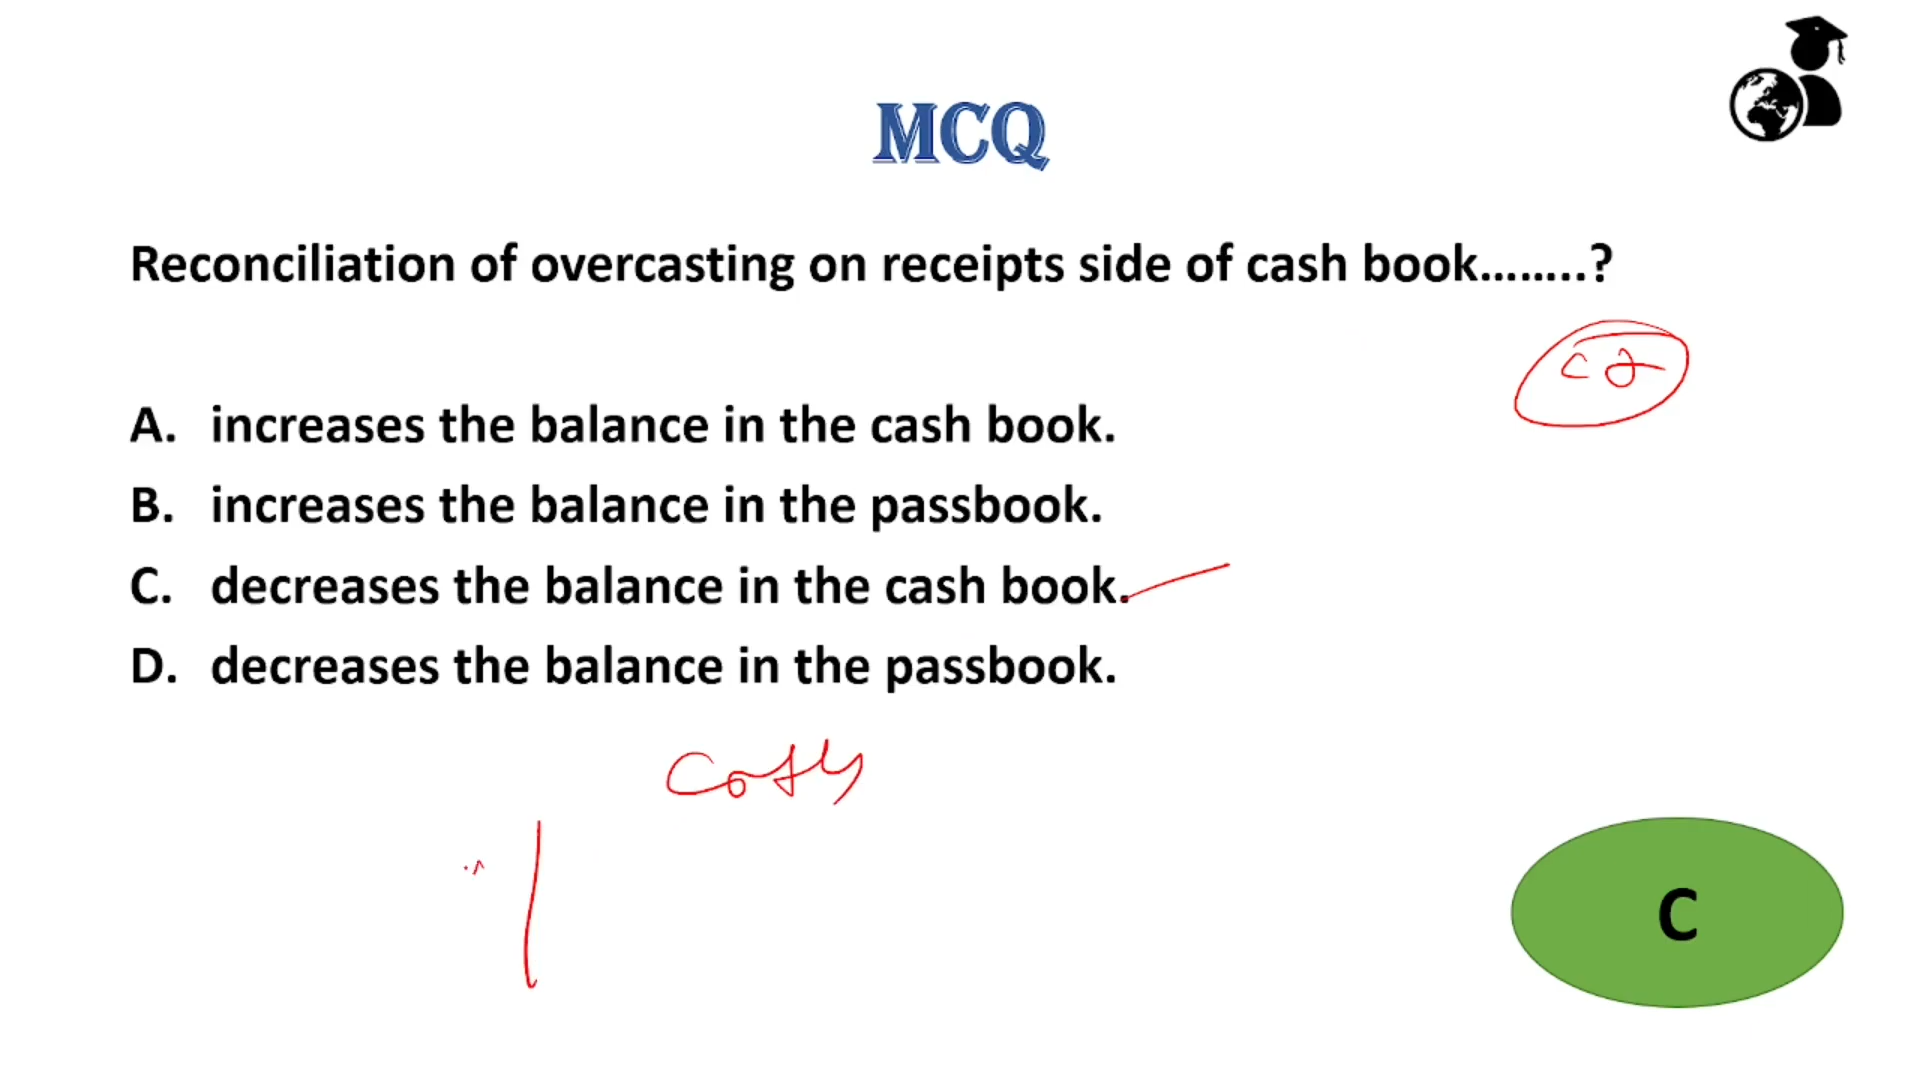 MCQ
Reconciliation of overcasting on receipts side of cash book........?
A. increases the balance in the cash book.
B. increases the balance in the passbook.
C. decreases the balance in the cash book.
D. decreases the balance in the passbook.
C